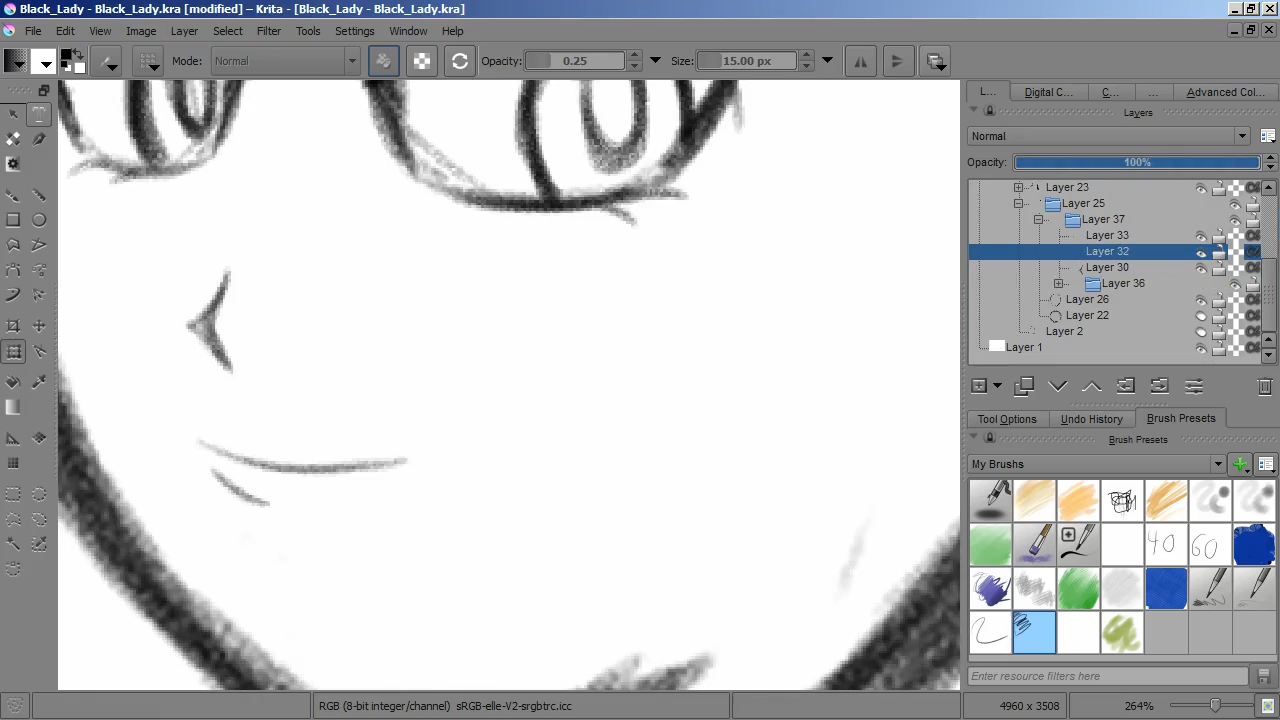 Black_Lady - Black_Lady.kra [modified] – Krita - [Black_Lady - Black_Lady.kra]
File Edit View Image Layer Select Filter Tools Settings Window Help
Mode: Normal Opacity: 0.25 Size: 15.00 px
L... Digital C... C... ... Advanced Col...
Layers
Normal
Opacity: 100%
Layer 23
Layer 25
Layer 37
Layer 33
Layer 32
Layer 30
Layer 36
Layer 26
Layer 22
Layer 2
Layer 1
Tool Options Undo History Brush Presets
Brush Presets
My Brushes
40 60
Enter resource filters here
RGB (8-bit integer/channel) sRGB-elle-V2-srgbtrc.icc 4960 x 3508 264%